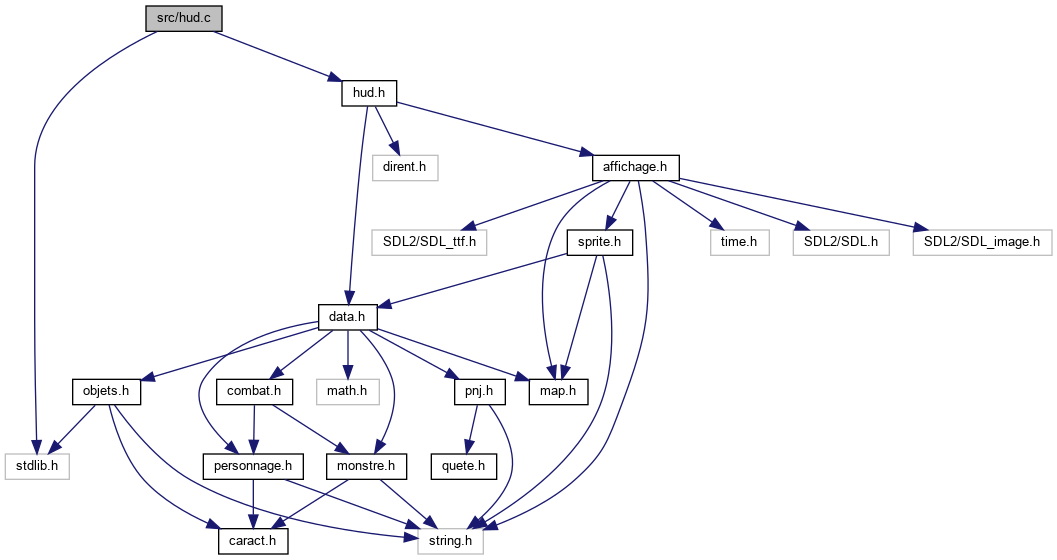 src/hud.c
hud.h
dirent.h
affichage.h
SDL2/SDL_ttf.h
sprite.h
time.h
SDL2/SDL.h
SDL2/SDL_image.h
data.h
objets.h
combat.h
math.h
pnj.h
map.h
stdlib.h
personnage.h
monstre.h
quete.h
caract.h
string.h